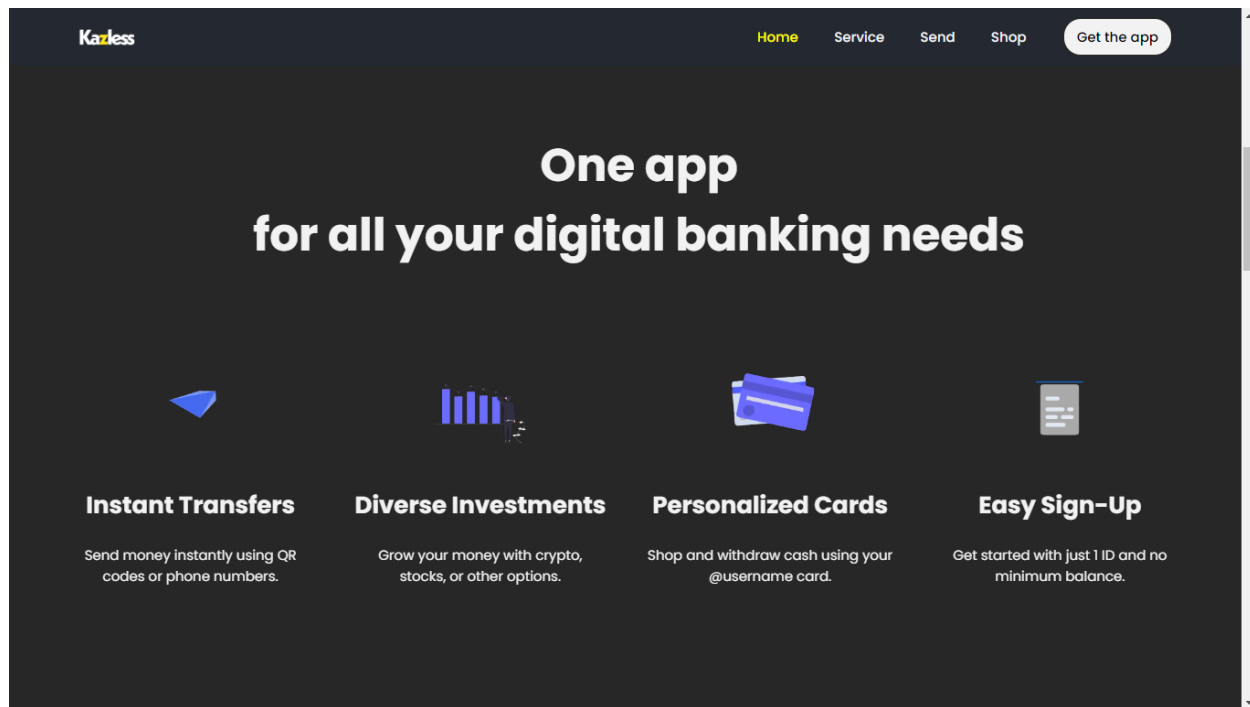 Kazless
Home Service Send Shop Get the app
One app
for all your digital banking needs
Instant Transfers
Send money instantly using QR
codes or phone numbers.
Diverse Investments
Grow your money with crypto,
stocks, or other options.
Personalized Cards
Shop and withdraw cash using your
@username card.
Easy Sign-Up
Get started with just 1 ID and no
minimum balance.